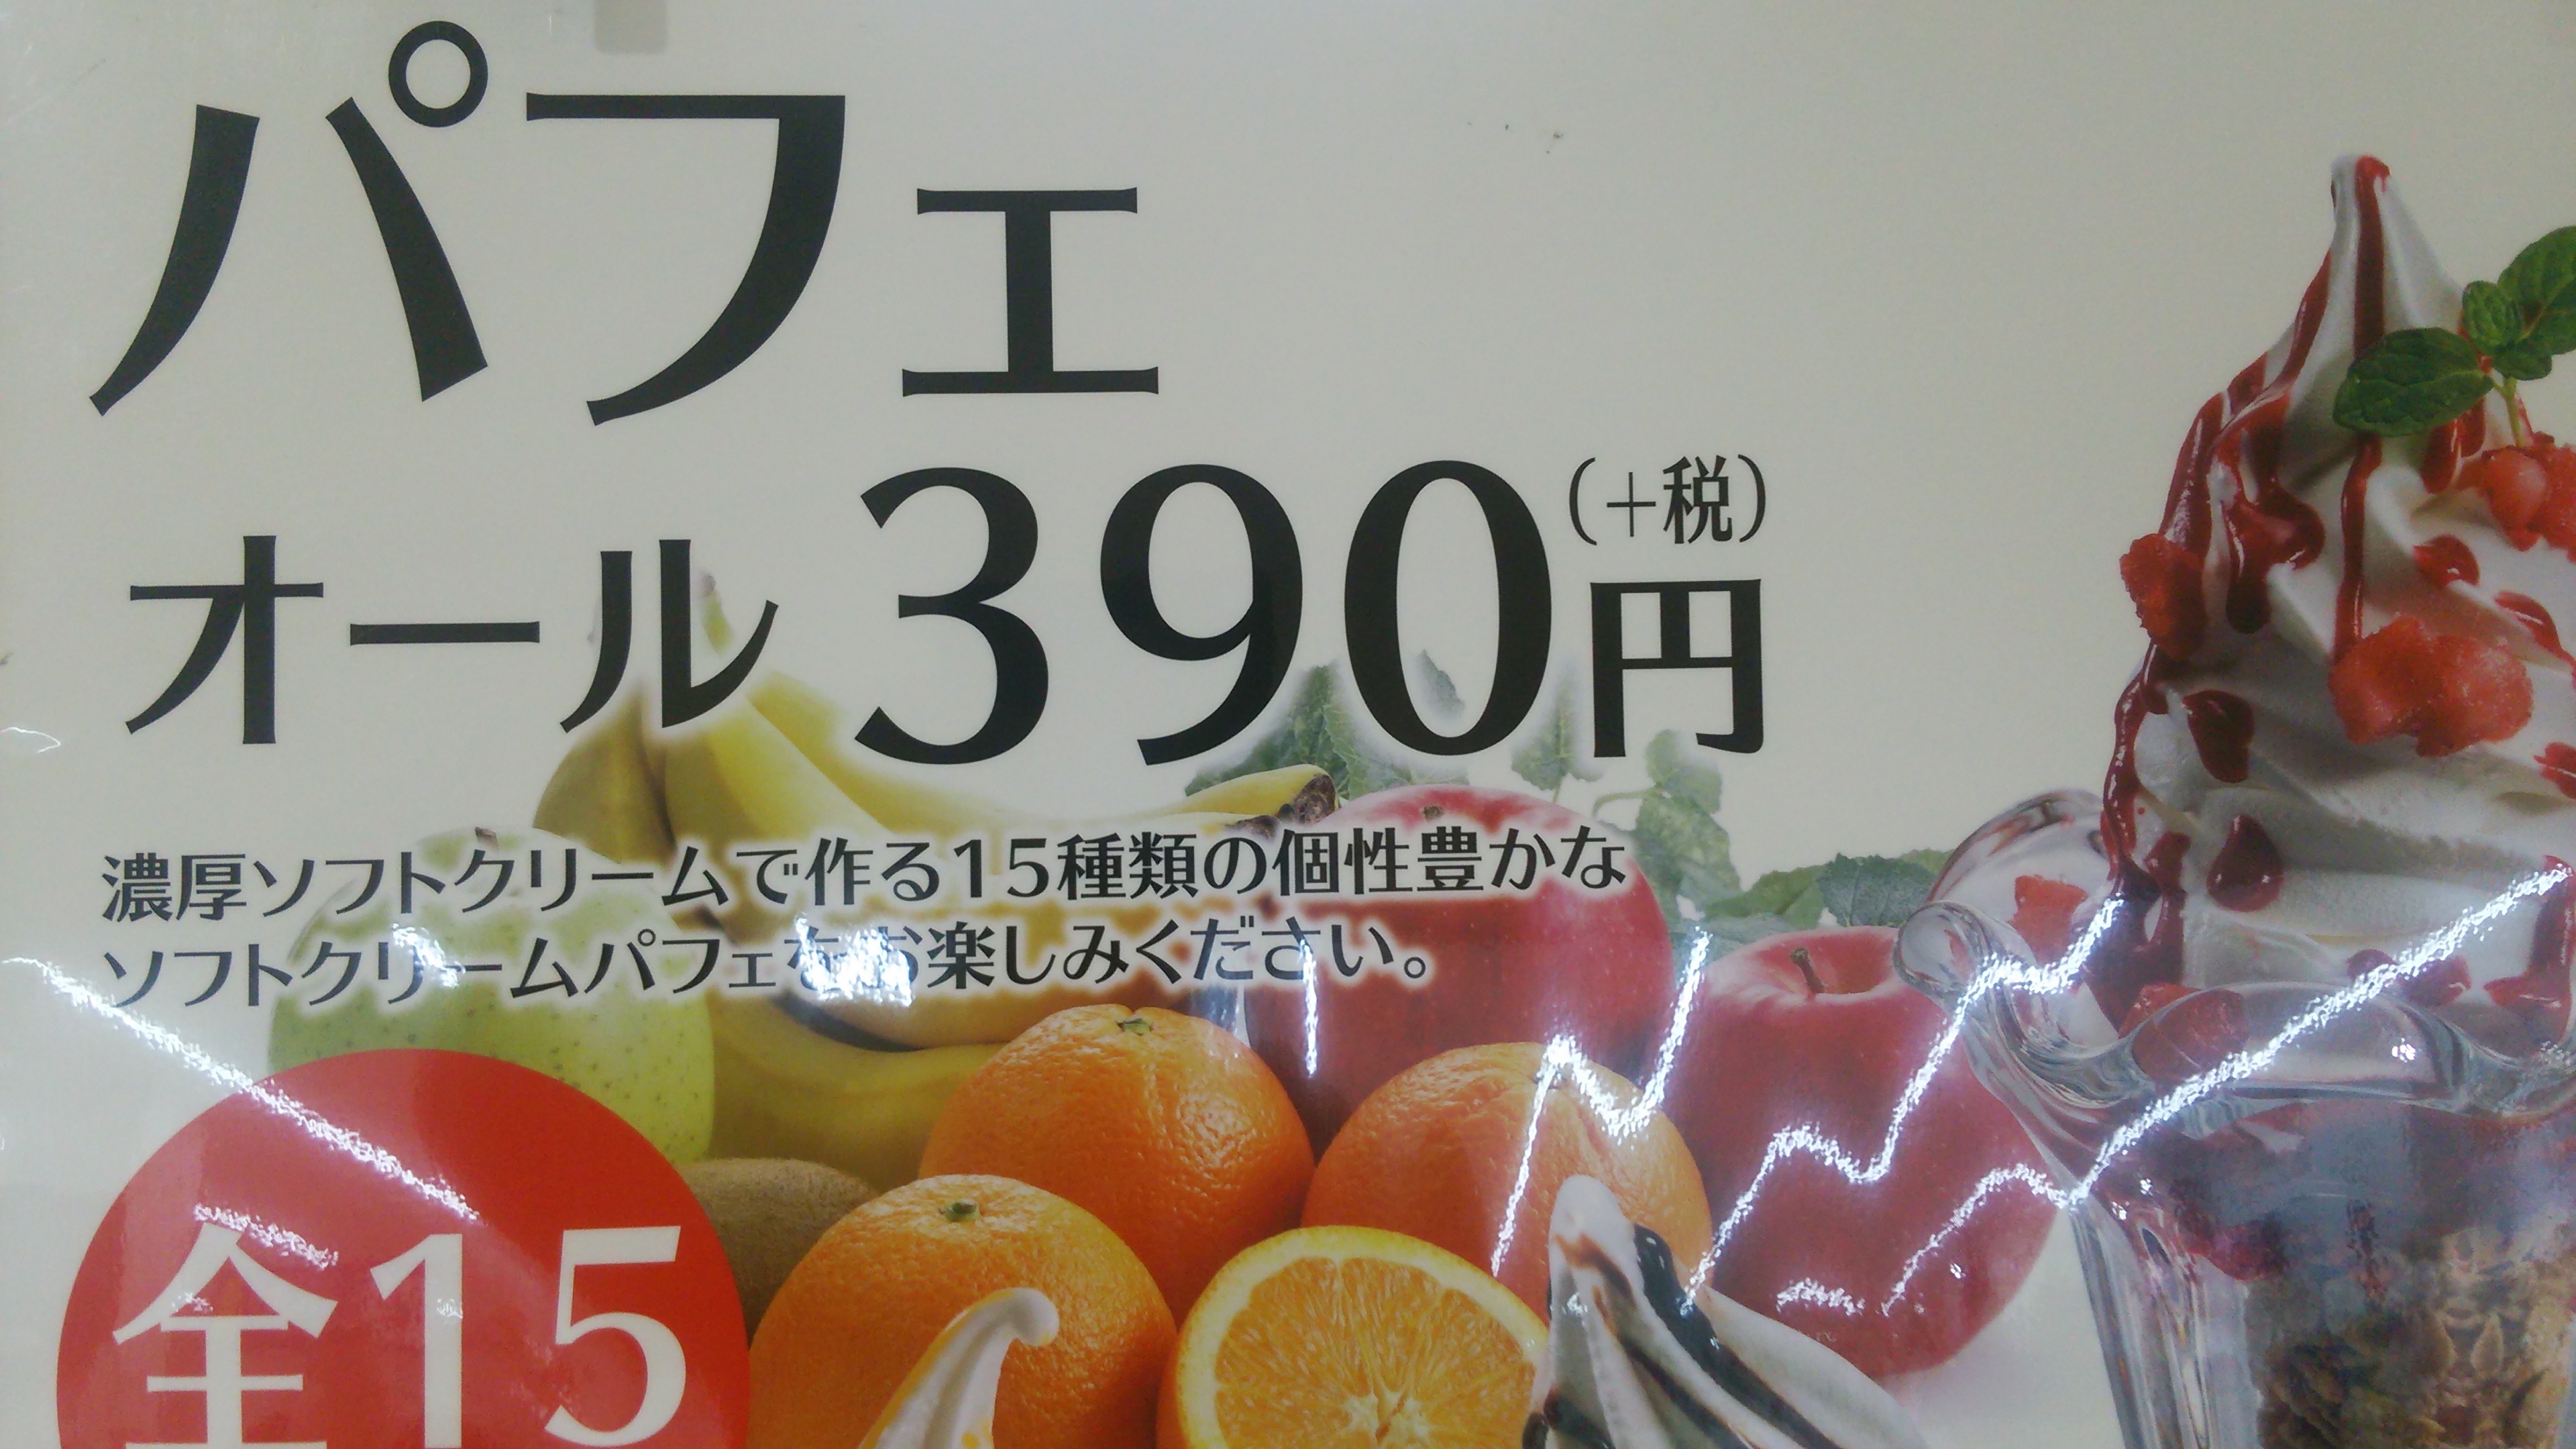 パフェ
オール390円(+税)
濃厚ソフトクリームで作る15種類の個性豊かな
ソフトクリームパフェをお楽しみください。
全15